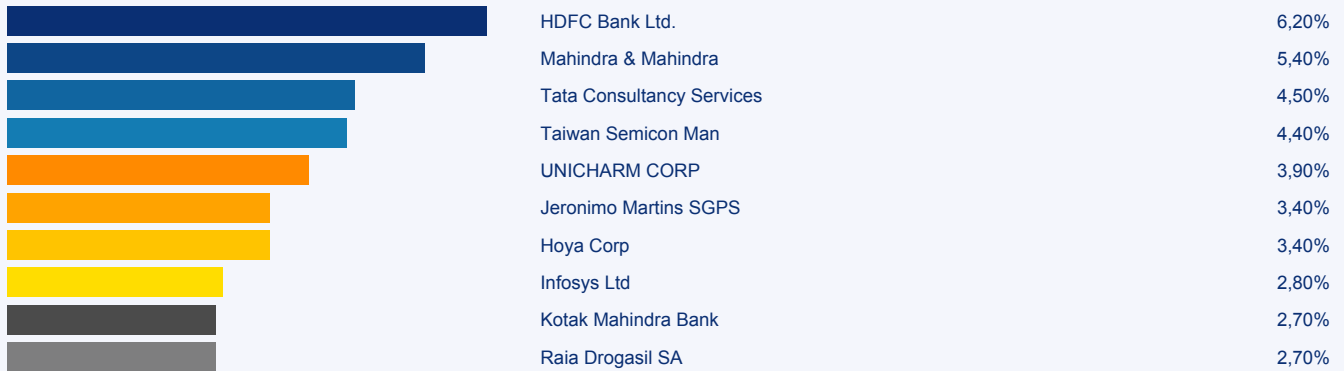 HDFC Bank Ltd. 6,20%
Mahindra & Mahindra 5,40%
Tata Consultancy Services 4,50%
Taiwan Semicon Man 4,40%
UNICHARM CORP 3,90%
Jeronimo Martins SGPS 3,40%
Hoya Corp 3,40%
Infosys Ltd 2,80%
Kotak Mahindra Bank 2,70%
Raia Drogasil SA 2,70%